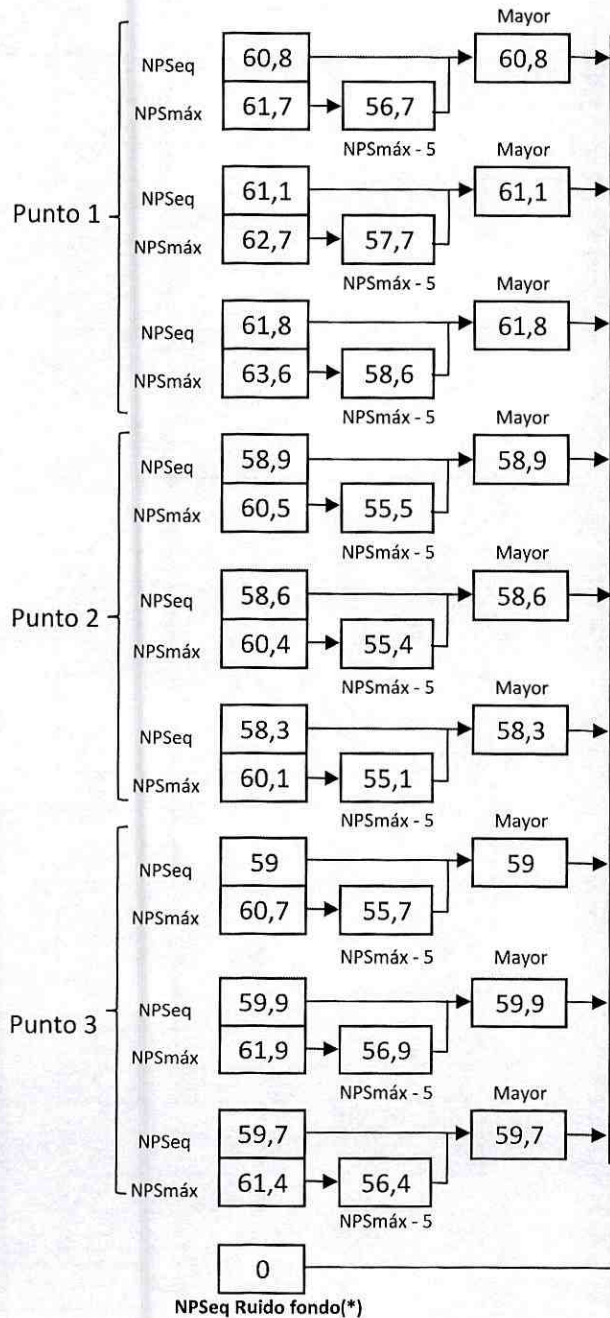 Mayor
NPSeq 60,8 60,8
NPSmáx 61,7 56,7
NPSmáx - 5
Mayor
Punto 1 NPSeq 61,1 61,1
NPSmáx 62,7 57,7
NPSmáx - 5
Mayor
NPSeq 61,8 61,8
NPSmáx 63,6 58,6
NPSmáx - 5
Mayor
NPSeq 58,9 58,9
NPSmáx 60,5 55,5
NPSmáx - 5
Mayor
Punto 2 NPSeq 58,6 58,6
NPSmáx 60,4 55,4
NPSmáx - 5
Mayor
NPSeq 58,3 58,3
NPSmáx 60,1 55,1
NPSmáx - 5
Mayor
NPSeq 59 59
NPSmáx 60,7 55,7
NPSmáx - 5
Mayor
Punto 3 NPSeq 59,9 59,9
NPSmáx 61,9 56,9
NPSmáx - 5
Mayor
NPSeq 59,7 59,7
NPSmáx 61,4 56,4
NPSmáx - 5
0
NPSeq Ruido fondo(*)